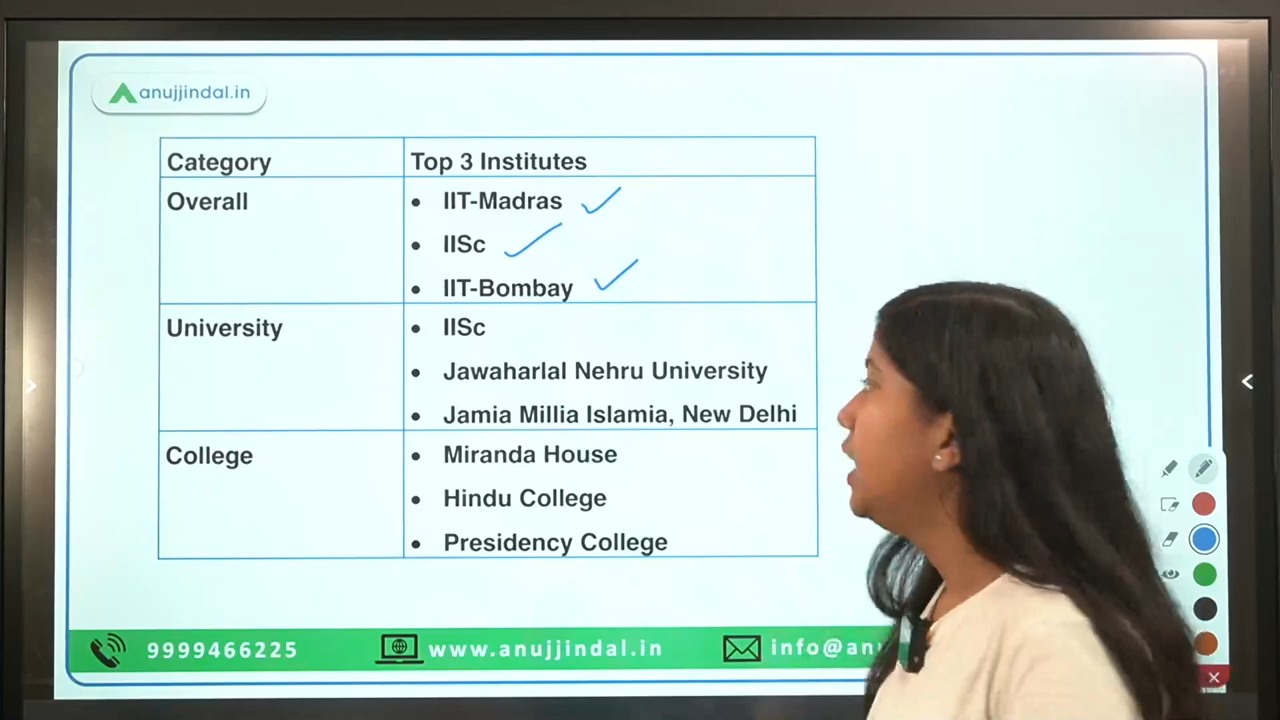 anujjindal.in
Category Top 3 Institutes
Overall
• IIT-Madras
• IISc
• IIT-Bombay
University
• IISc
• Jawaharlal Nehru University
• Jamia Millia Islamia, New Delhi
College
• Miranda House
• Hindu College
• Presidency College
9999466225 www.anujjindal.in info@anu